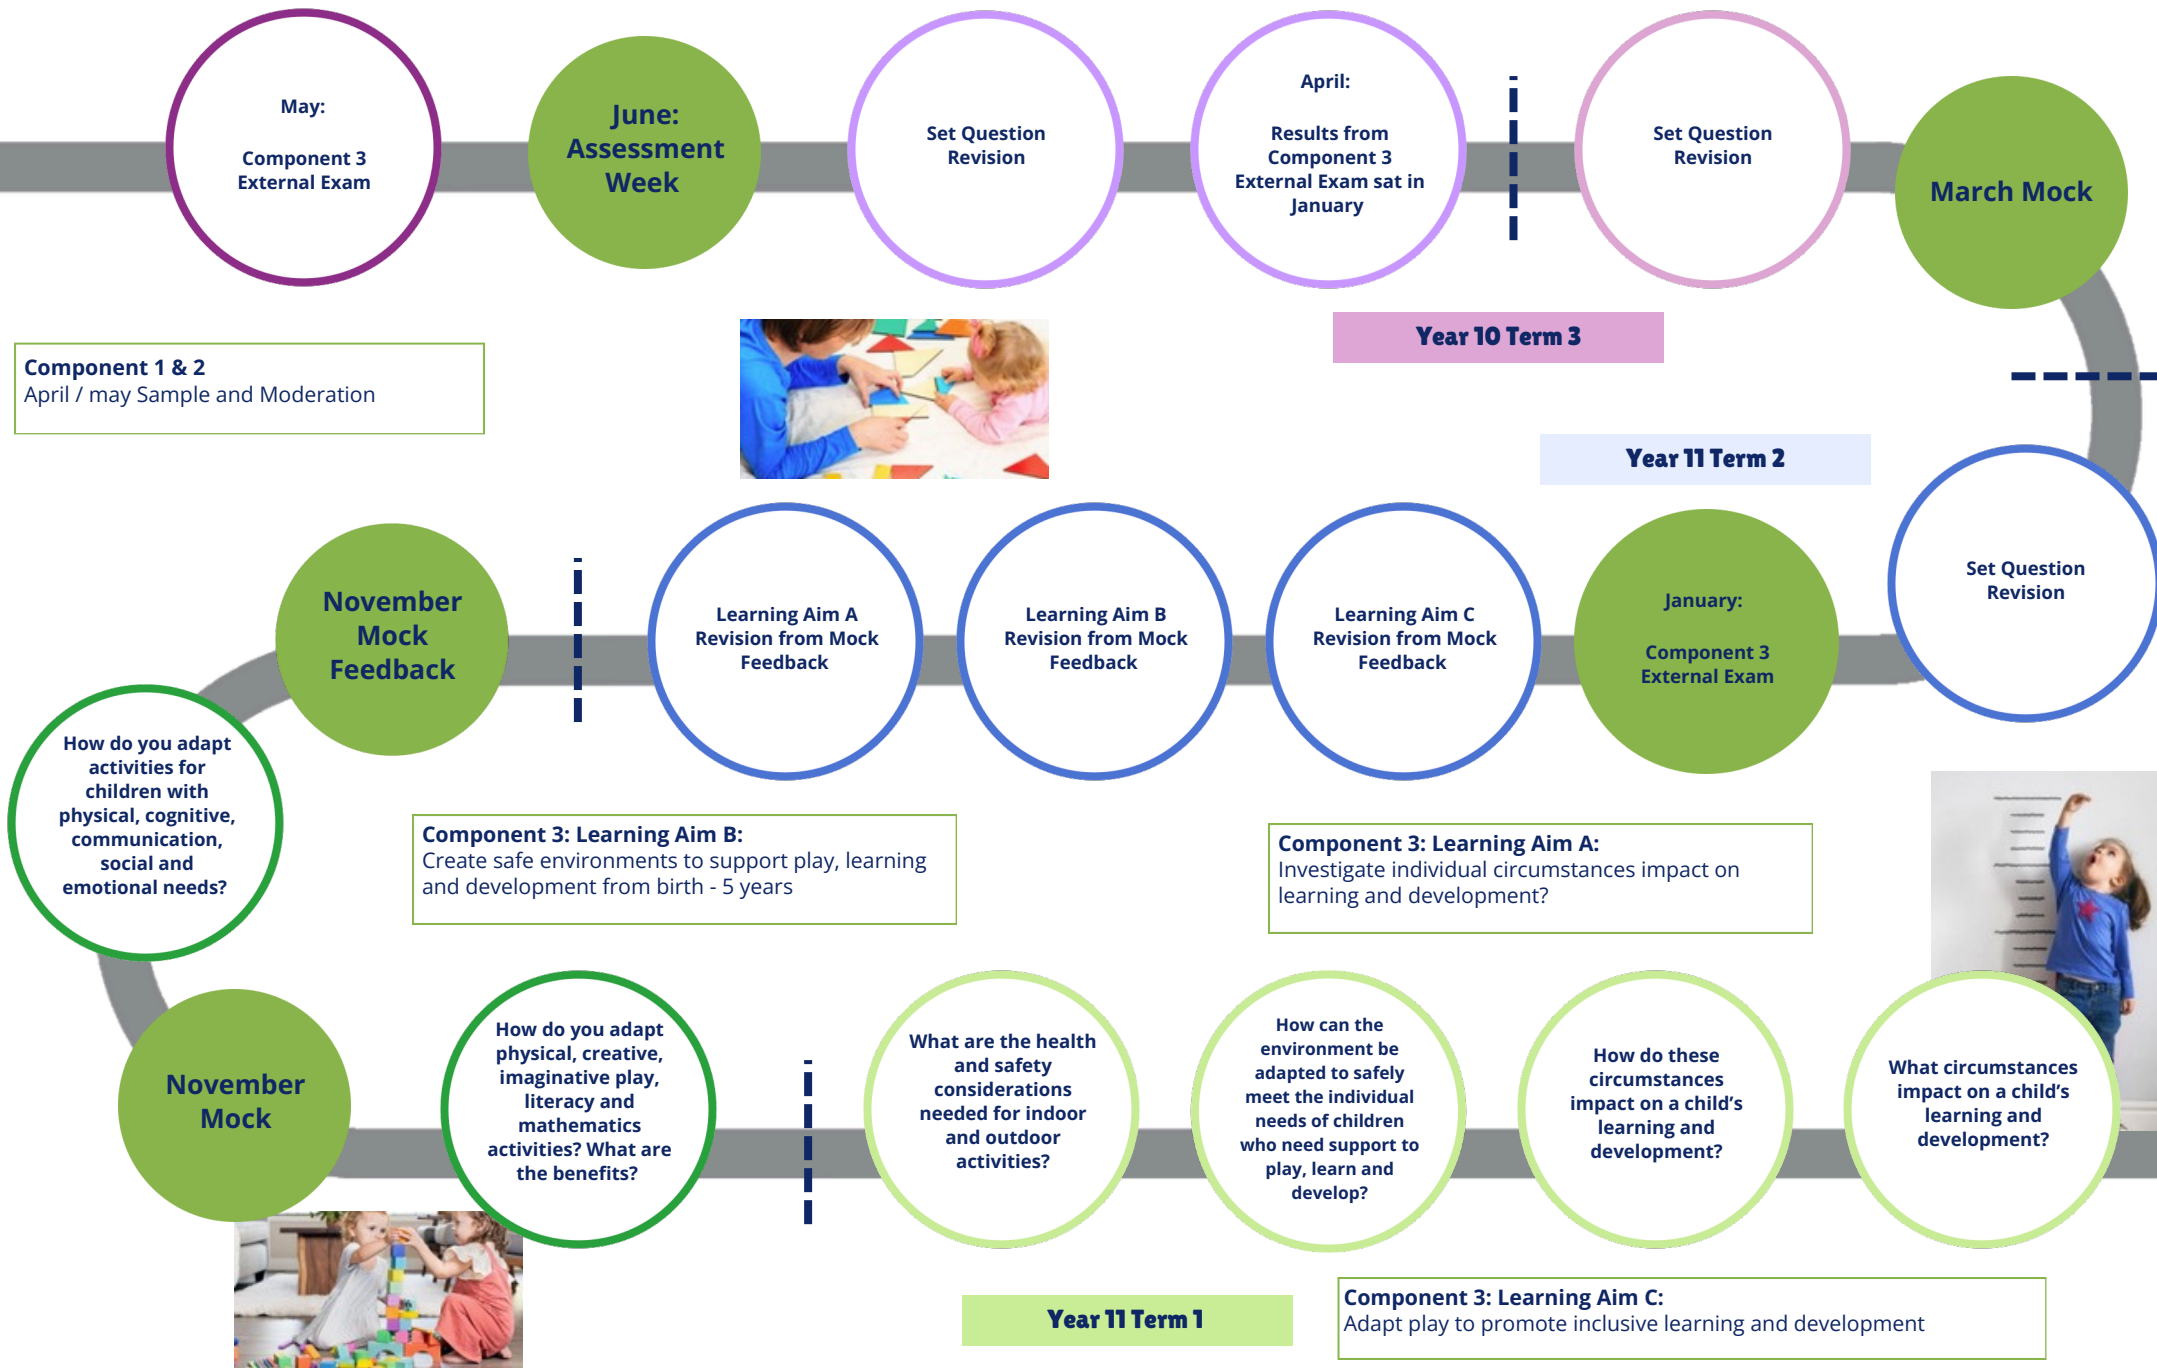 May:
Component 3
External Exam
June:
Assessment
Week
Set Question
Revision
April:
Results from
Component 3
External Exam sat in
January
Set Question
Revision
March Mock
Component 1 & 2
April / may Sample and Moderation
Year 10 Term 3
Year 11 Term 2
November
Mock
Feedback
Learning Aim A
Revision from Mock
Feedback
Learning Aim B
Revision from Mock
Feedback
Learning Aim C
Revision from Mock
Feedback
January:
Component 3
External Exam
Set Question
Revision
How do you adapt
activities for
children with
physical, cognitive,
communication,
social and
emotional needs?
Component 3: Learning Aim B:
Create safe environments to support play, learning
and development from birth - 5 years
Component 3: Learning Aim A:
Investigate individual circumstances impact on
learning and development?
November
Mock
How do you adapt
physical, creative,
imaginative play,
literacy and
mathematics
activities? What are
the benefits?
What are the health
and safety
considerations
needed for indoor
and outdoor
activities?
How can the
environment be
adapted to safely
meet the individual
needs of children
who need support to
play, learn and
develop?
How do these
circumstances
impact on a child’s
learning and
development?
What circumstances
impact on a child’s
learning and
development?
Year 11 Term 1
Component 3: Learning Aim C:
Adapt play to promote inclusive learning and development